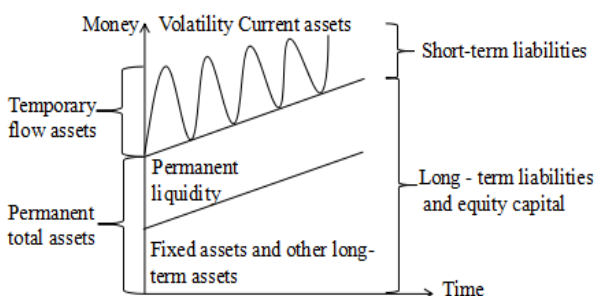 Money
Volatility Current assets
Short-term liabilities
Temporary
flow assets
Permanent
liquidity
Long - term liabilities
and equity capital
Permanent
total assets
Fixed assets and other long-
term assets
Time